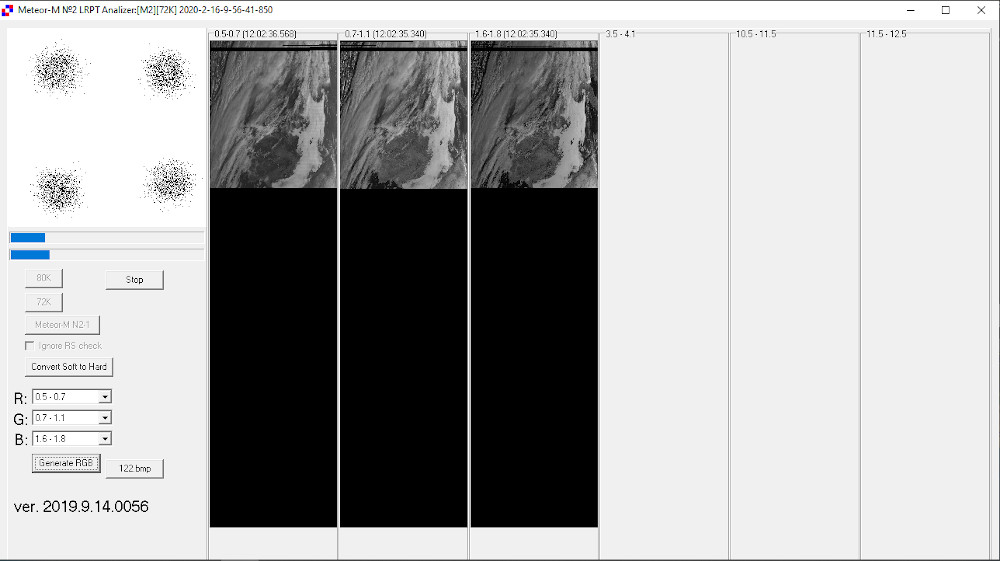 Meteor-M №2 LRPT Analizer:[M2][72K] 2020-2-16-9-56-41-850
0.5-0.7 (12:02:36.568)
0.7-1.1 (12:02:35.340)
1.6-1.8 (12:02:35.340)
3.5 - 4.1
10.5 - 11.5
11.5 - 12.5
80K
Stop
72K
Meteor-M N2-1
Ignore RS check
Convert Soft to Hard
R: 0.5 - 0.7
G: 0.7 - 1.1
B: 1.6 - 1.8
Generate RGB
122.bmp
ver. 2019.9.14.0056